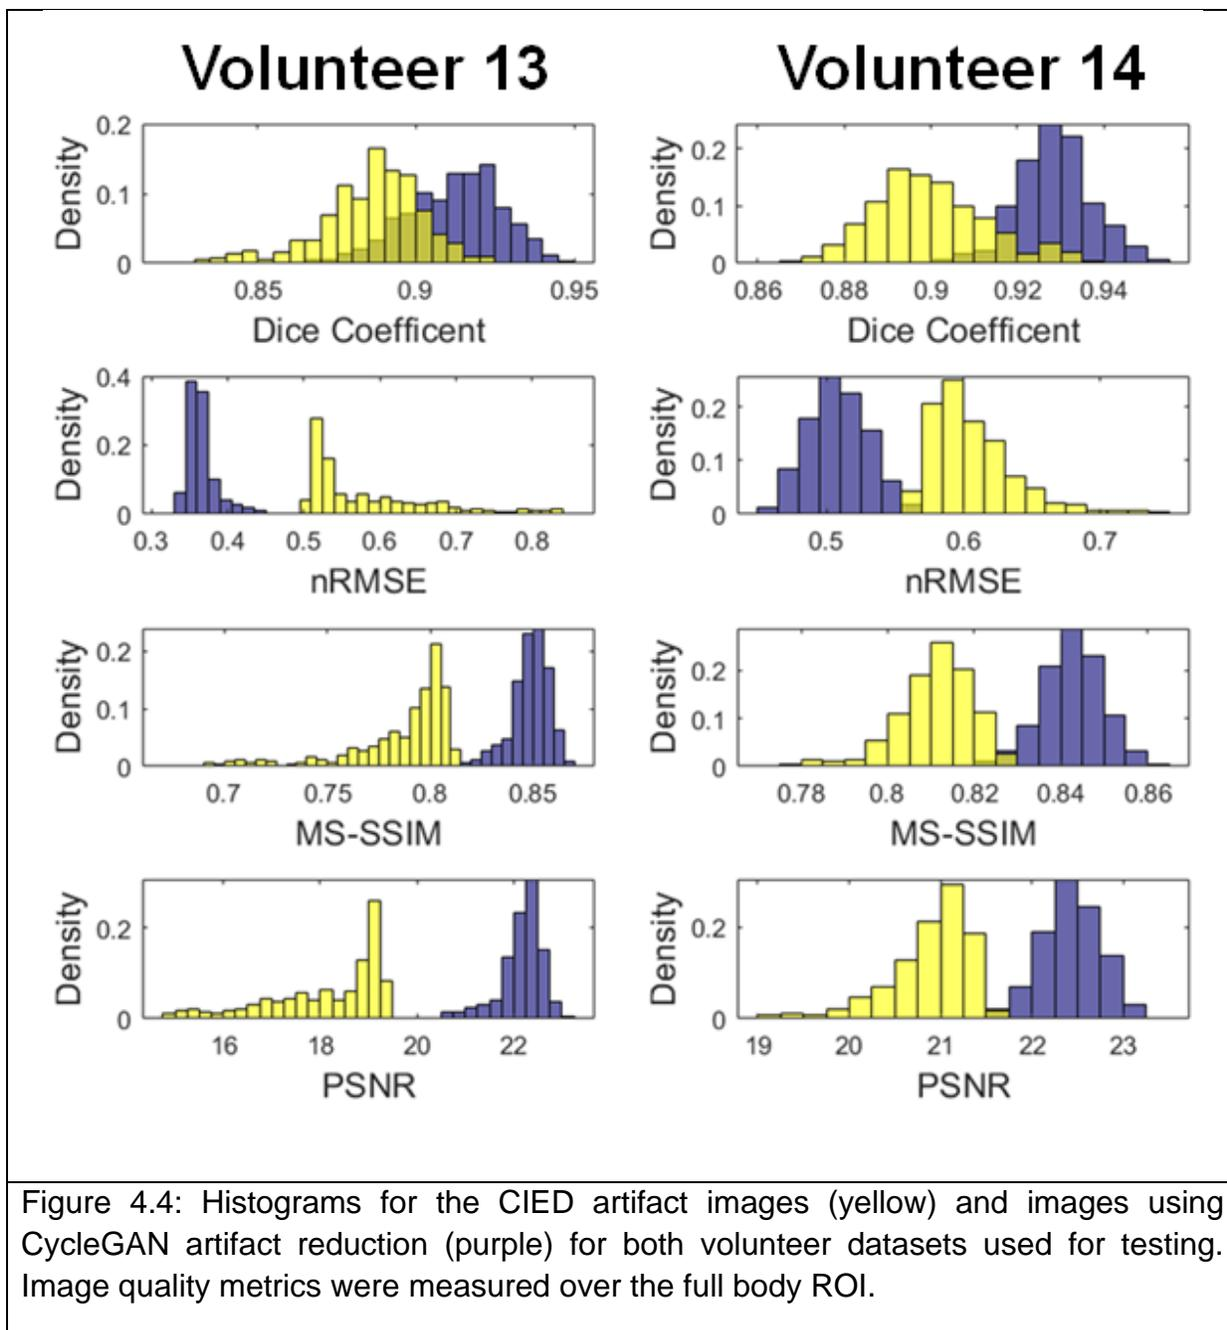 Volunteer 13
Volunteer 14
Density
0.2
0.1
0
0.85
0.9
0.95
Dice Coefficent
Density
0.2
0.1
0
0.86
0.88
0.9
0.92
0.94
Dice Coefficent
Density
0.4
0.2
0
0.3
0.4
0.5
0.6
0.7
0.8
nRMSE
Density
0.2
0.1
0
0.5
0.6
0.7
nRMSE
Density
0.2
0.1
0
0.7
0.75
0.8
0.85
MS-SSIM
Density
0.2
0.1
0
0.78
0.8
0.82
0.84
0.86
MS-SSIM
Density
0.2
0
16
18
20
22
PSNR
Density
0.2
0
19
20
21
22
23
PSNR
Figure 4.4: Histograms for the CIED artifact images (yellow) and images using
CycleGAN artifact reduction (purple) for both volunteer datasets used for testing.
Image quality metrics were measured over the full body ROI.